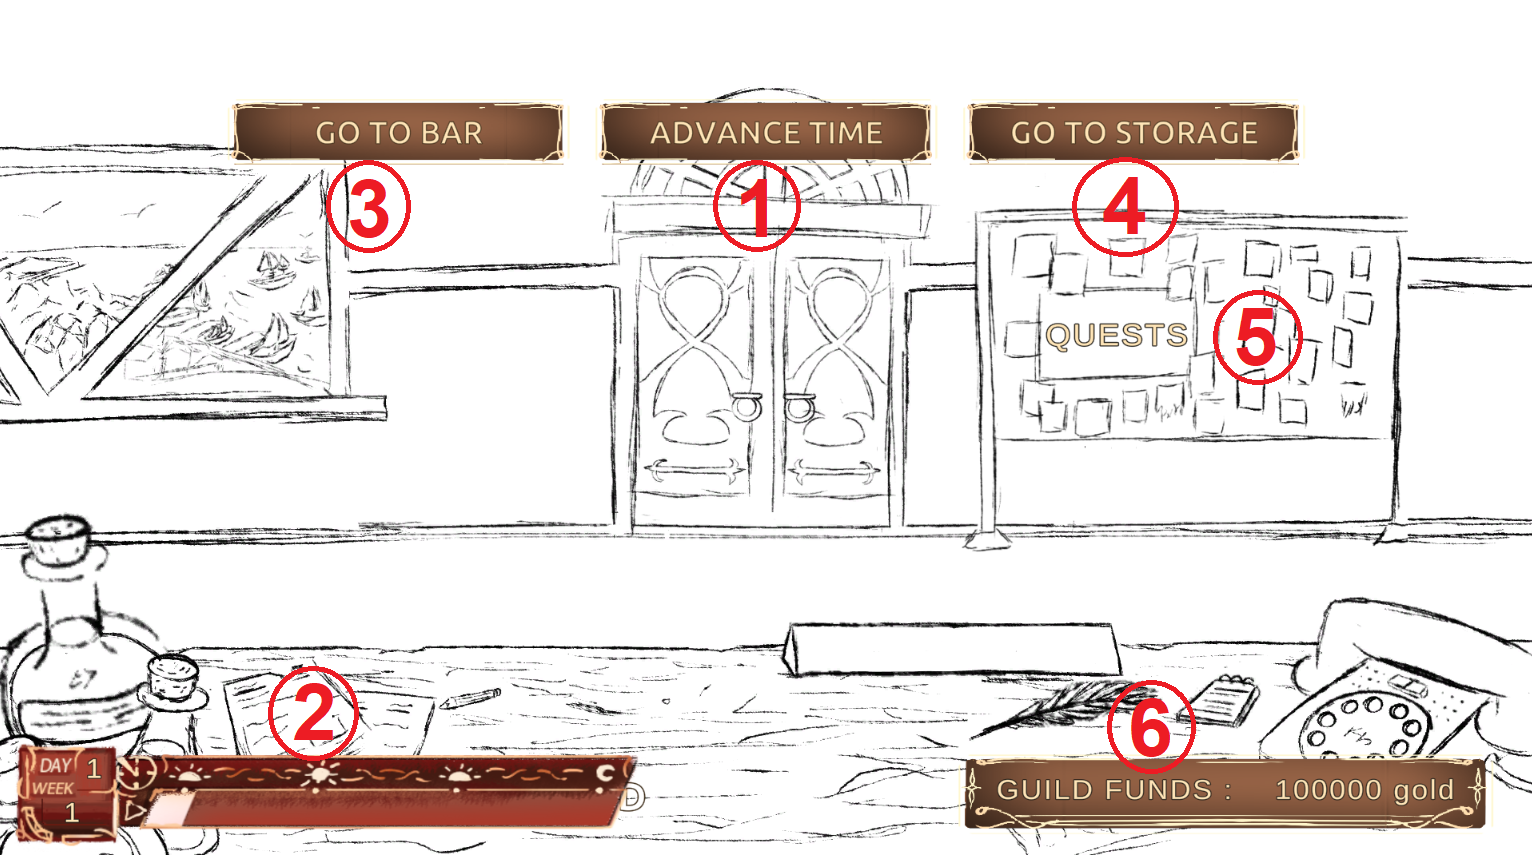 GO TO BAR
ADVANCE TIME
GO TO STORAGE
3
1
4
QUESTS
5
2
6
DAY 1
WEEK
1
D
GUILD FUNDS : 100000 gold